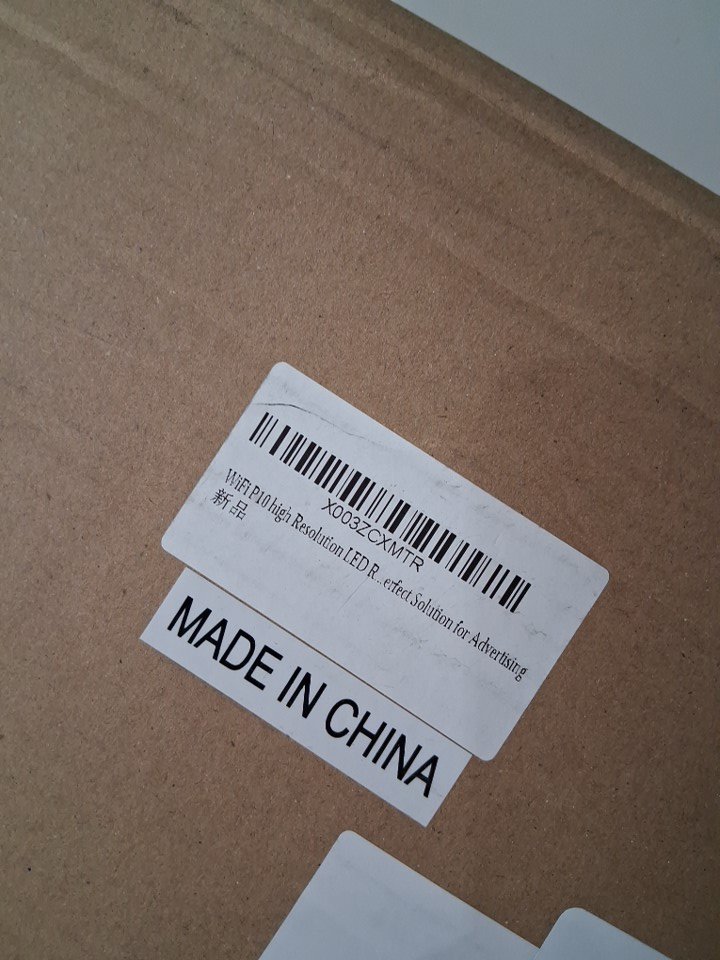 X003ZCXMTR
WiFi P10 high Resolution LED R...erfect Solution for Advertising
新品
MADE IN CHINA